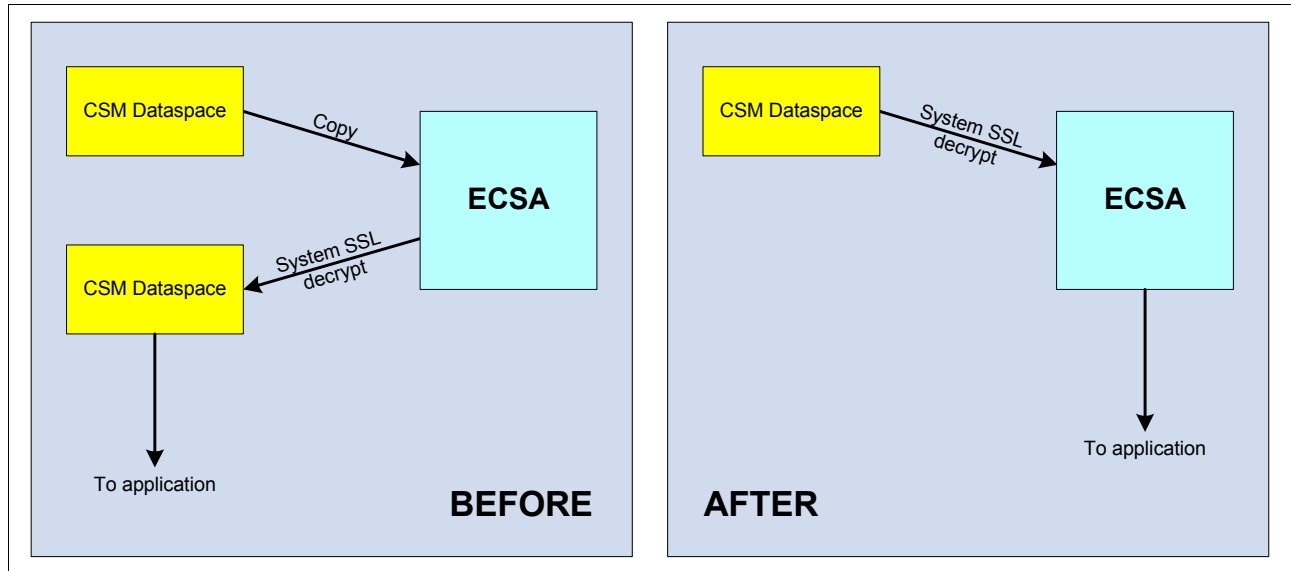 CSM Dataspace
Copy
ECSA
System SSL
decrypt
CSM Dataspace
To application
BEFORE
CSM Dataspace
System SSL
decrypt
ECSA
To application
AFTER